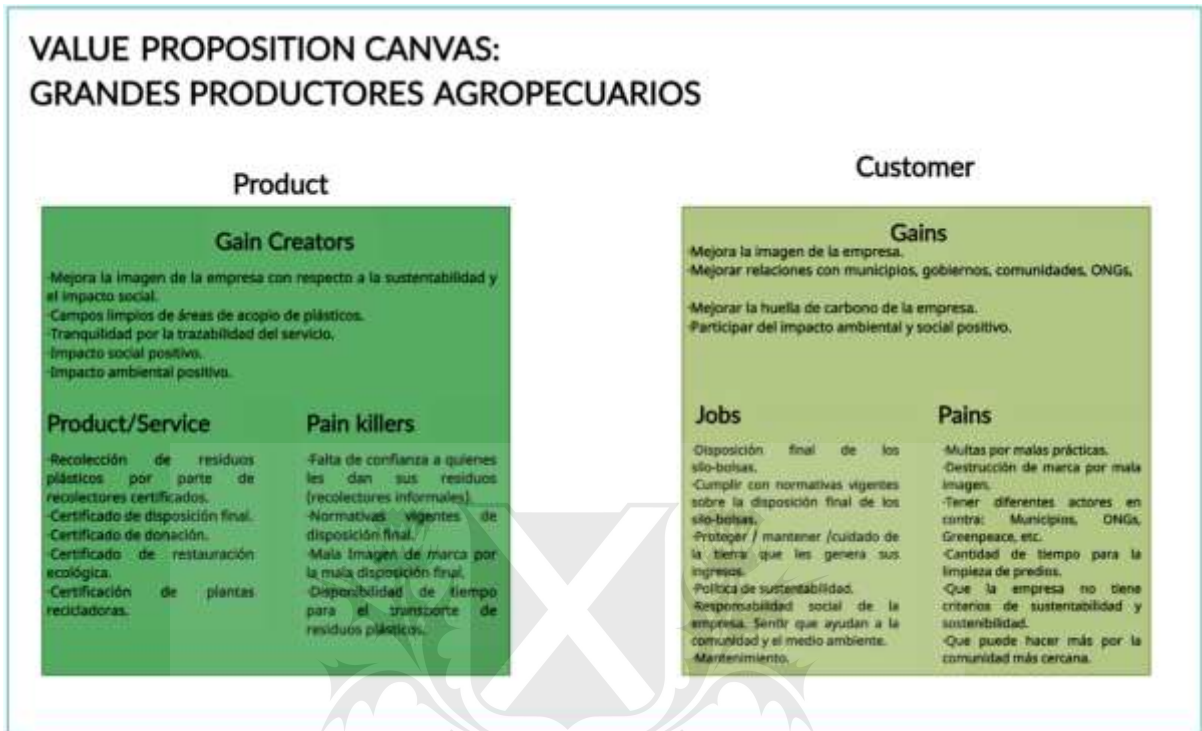 VALUE PROPOSITION CANVAS:
GRANDES PRODUCTORES AGROPECUARIOS
Product
Gain Creators
·Mejora la imagen de la empresa con respecto a la sustentabilidad y
el impacto social.
·Campos limpios de áreas de acopio de plásticos.
·Tranquilidad por la trazabilidad del servicio.
·Impacto social positivo.
·Impacto ambiental positivo.
Product/Service
·Recolección de residuos
plásticos por parte de
recolectores certificados.
·Certificado de disposición final.
·Certificado de donación.
·Certificado de restauración
ecológica.
·Certificación de plantas
recicladoras.
Pain killers
·Falta de confianza a quienes
les dan sus residuos
(recolectores informales).
·Normativas vigentes de
disposición final.
·Mala Imagen de marca por
la mala disposición final.
·Disponibilidad de tiempo
para el transporte de
residuos plásticos.
Customer
Gains
·Mejora la imagen de la empresa.
·Mejorar relaciones con municipios, gobiernos, comunidades, ONGs,
·Mejorar la huella de carbono de la empresa.
·Participar del impacto ambiental y social positivo.
Jobs
·Disposición final de los
silo-bolsas.
·Cumplir con normativas vigentes
sobre la disposición final de los
silo-bolsas.
·Proteger / mantener /cuidado de
la tierra que les genera sus
ingresos.
·Política de sustentabilidad.
·Responsabilidad social de la
empresa. Sentir que ayudan a la
comunidad y el medio ambiente.
·Mantenimiento.
Pains
·Multas por malas prácticas.
·Destrucción de marca por mala
imagen.
·Tener diferentes actores en
contra: Municipios, ONGs,
Greenpeace, etc.
·Cantidad de tiempo para la
limpieza de predios.
·Que la empresa no tiene
criterios de sustentabilidad y
sostenibilidad.
·Que puede hacer más por la
comunidad más cercana.